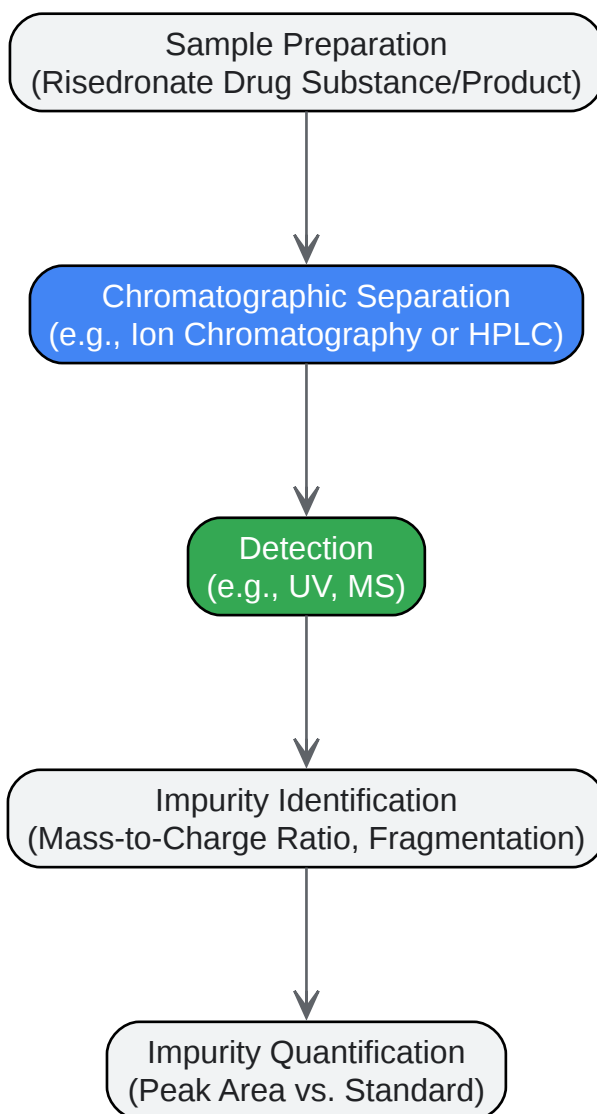 Sample Preparation
(Risedronate Drug Substance/Product)
Chromatographic Separation
(e.g., Ion Chromatography or HPLC)
Detection
(e.g., UV, MS)
Impurity Identification
(Mass-to-Charge Ratio, Fragmentation)
Impurity Quantification
(Peak Area vs. Standard)